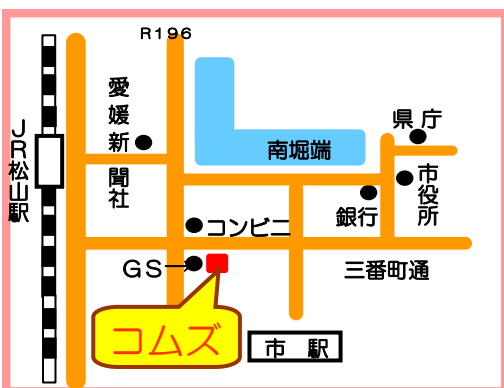 R196
愛媛新聞社
JR松山駅
南堀端
県庁
市役所
銀行
コンビニ
GS
三番町通
コムズ
市 駅